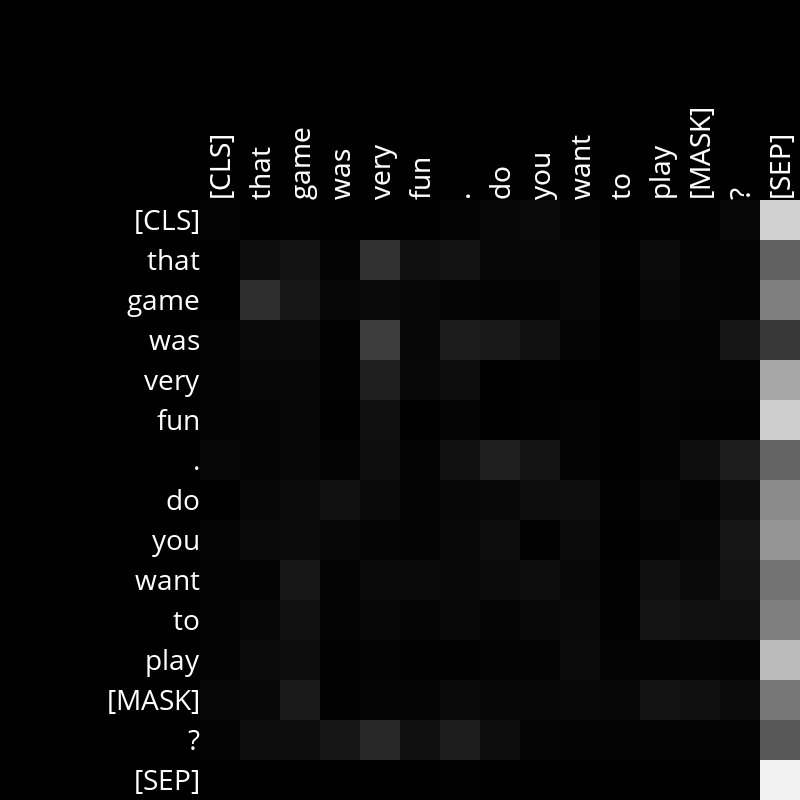 [CLS] that game was very fun . do you want to play [MASK] ? [SEP]
[CLS]
that
game
was
very
fun
.
do
you
want
to
play
[MASK]
?
[SEP]